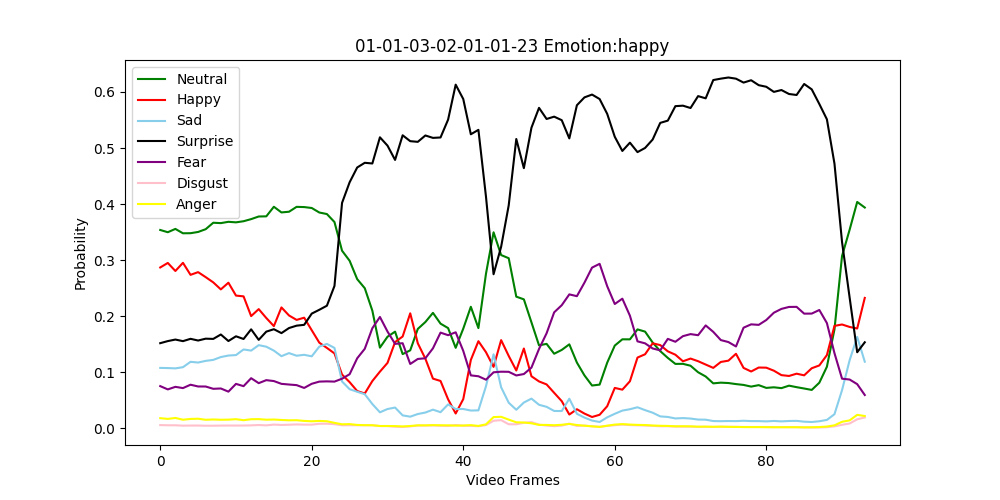 01-01-03-02-01-01-23 Emotion:happy
Probability
0.6
0.5
0.4
0.3
0.2
0.1
0.0
Neutral
Happy
Sad
Surprise
Fear
Disgust
Anger
0 20 40 60 80
Video Frames